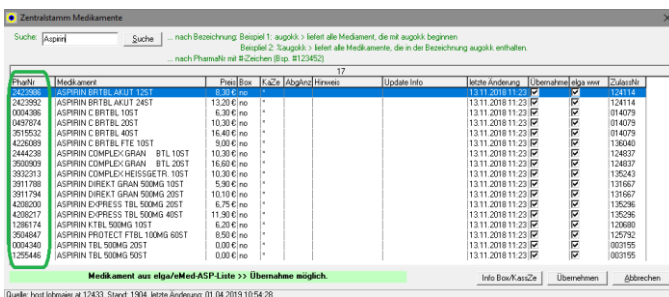 Zentralstamm Medikamente
Suche: Aspirin Suche ... nach Bezeichnung: Beispiel 1: augokk > liefert alle Mediament, die mit augokk beginnen
Beispiel 2: %augokk > liefert alle Medikamente, die in der Bezeichnung augokk enthalten.
... nach PharmaNr mit #-Zeichen (Bsp. #123452)
17
PharNr Medikament Preis Box KaZe AbgAnz Hinweis Update Info letzte Änderung Übernahme elga wwr ZulassNr
2423986 ASPIRIN BRTBL AKUT 12ST 8,30 € no * 13.11.2018 11:23 124114
2423992 ASPIRIN BRTBL AKUT 24ST 13,20 € no * 13.11.2018 11:23 124114
0004386 ASPIRIN C BRTBL 10ST 6,30 € no * 13.11.2018 11:23 014079
0497874 ASPIRIN C BRTBL 20ST 10,30 € no * 13.11.2018 11:23 014079
3515532 ASPIRIN C BRTBL 40ST 16,40 € no * 13.11.2018 11:23 014079
4226089 ASPIRIN C BRTBL FTE 10ST 9,00 € no * 13.11.2018 11:23 136040
2444238 ASPIRIN COMPLEX GRAN BTL 10ST 10,30 € no * 13.11.2018 11:23 124837
3500909 ASPIRIN COMPLEX GRAN BTL 20ST 16,60 € no * 13.11.2018 11:23 124837
3932313 ASPIRIN COMPLEX HEISSGETR. 10ST 10,30 € no * 13.11.2018 11:23 135243
3911788 ASPIRIN DIREKT GRAN 500MG 10ST 5,90 € no * 13.11.2018 11:23 131667
3911794 ASPIRIN DIREKT GRAN 500MG 20ST 10,10 € no * 13.11.2018 11:23 131667
4208200 ASPIRIN EXPRESS TBL 500MG 20ST 6,75 € no * 13.11.2018 11:23 135296
4208217 ASPIRIN EXPRESS TBL 500MG 40ST 11,90 € no * 13.11.2018 11:23 135296
1286174 ASPIRIN KTBL 500MG 10ST 6,20 € no * 13.11.2018 11:23 120680
3504847 ASPIRIN PROTECT FTBL 100MG 60ST 8,50 € no * 13.11.2018 11:23 125792
0004340 ASPIRIN TBL 500MG 20ST 0,00 € no * 13.11.2018 11:23 003155
1255446 ASPIRIN TBL 500MG 50ST 0,00 € no * 13.11.2018 11:23 003155
Medikament aus elga/eMed-ASP-Liste >> Übernahme möglich. Info Box/KassZe Übernehmen Abbrechen
Quelle: host.lobmaier.at 12433, Stand: 1904, letzte Änderung: 01.04.2019 10:54:28